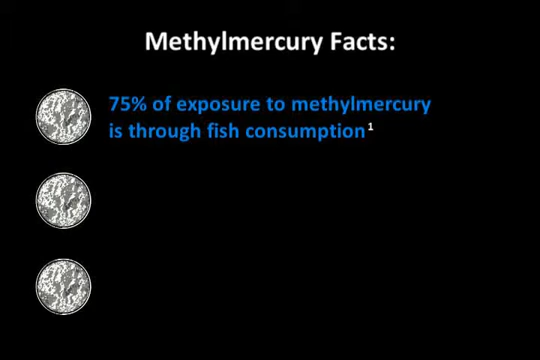 Methylmercury Facts:
75% of exposure to methylmercury
is through fish consumption¹